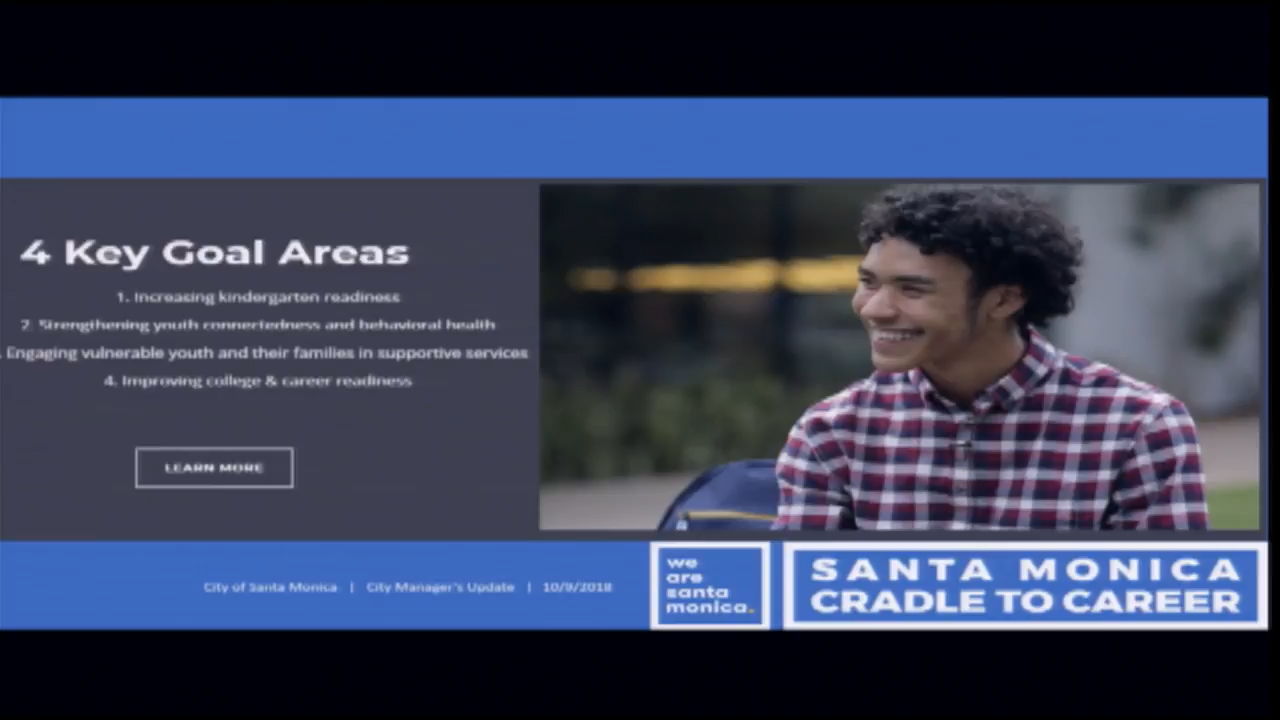 4 Key Goal Areas
1. Increasing kindergarten readiness
2. Strengthening youth connectedness and behavioral health
. Engaging vulnerable youth and their families in supportive services
4. Improving college & career readiness
LEARN MORE
City of Santa Monica | City Manager's Update | 10/9/2018
we
are
santa
monica.
SANTA MONICA
CRADLE TO CAREER